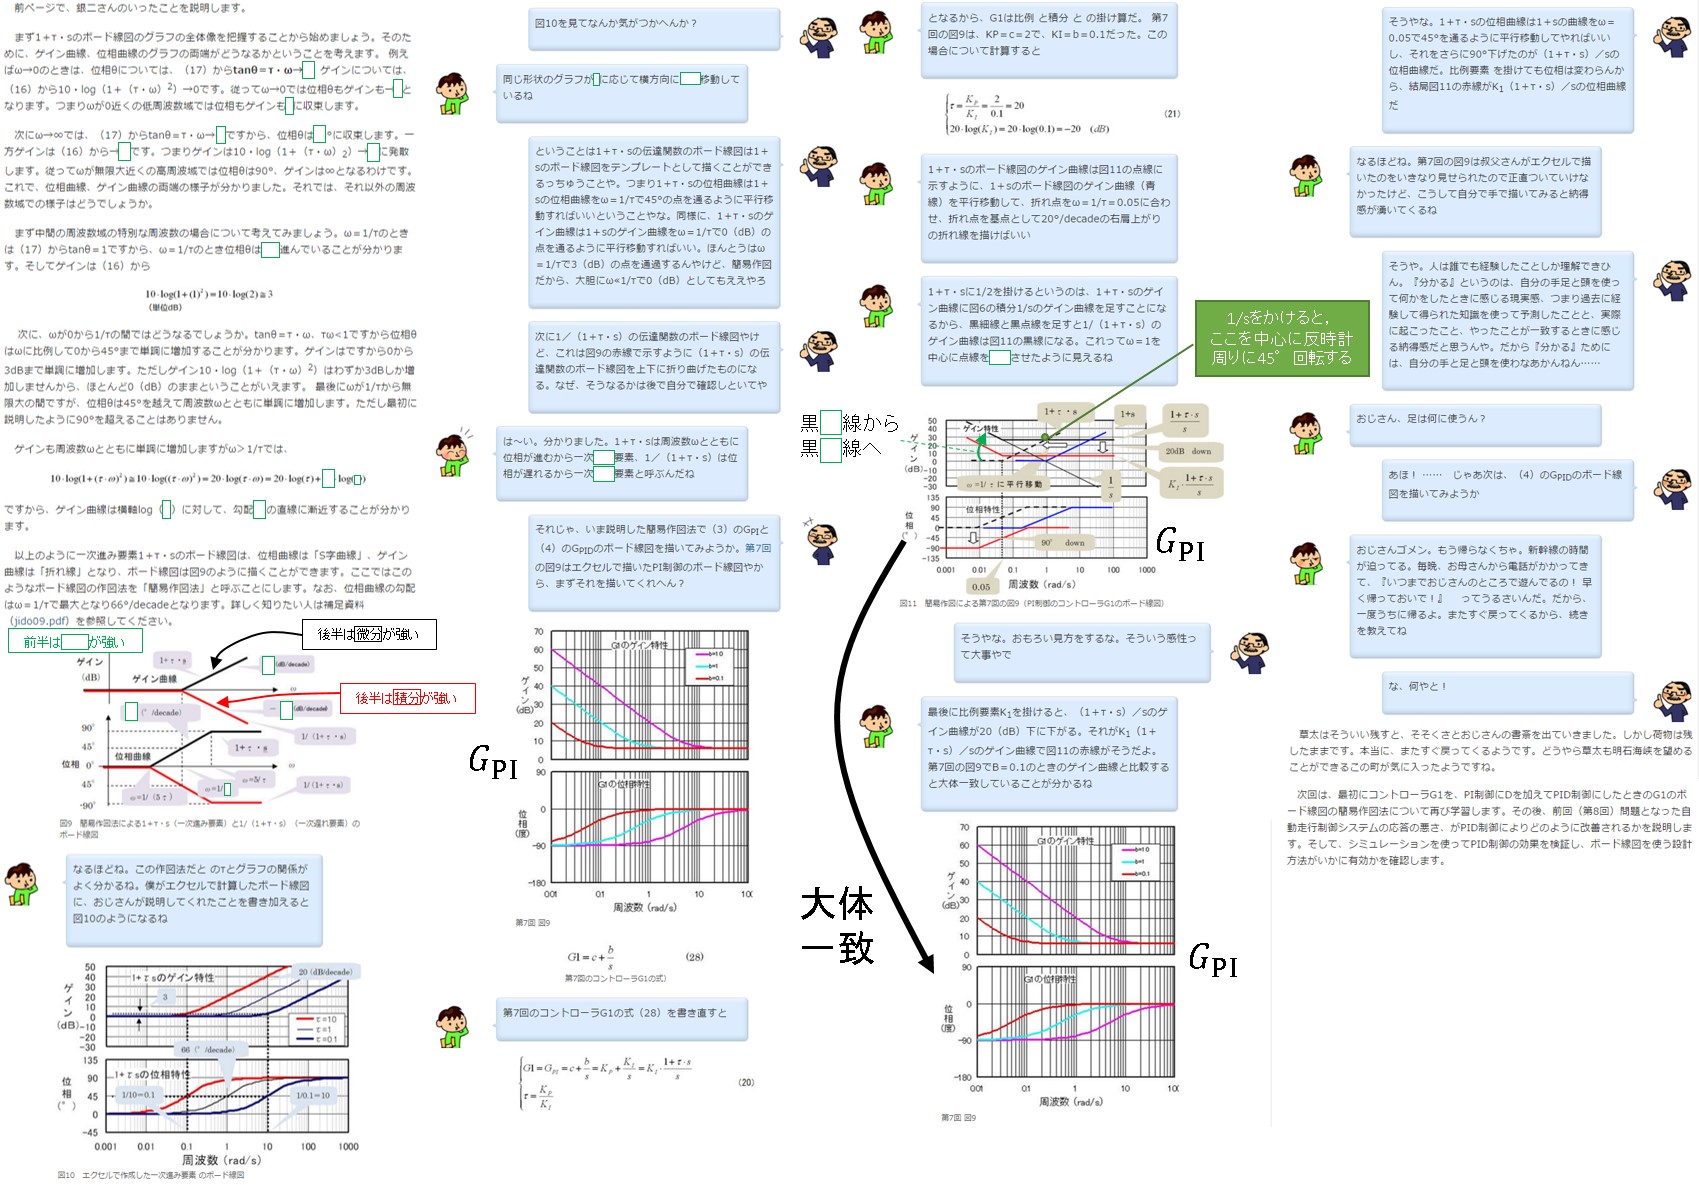 前ページで、銀二さんのいったことを説明します。
まず1+τ・sのボード線図のグラフの全体像を把握することから始めましょう。そのた
めに、ゲイン曲線、位相曲線のグラフの両端がどうなるかということを考えます。 例え
ばω→0のときは、位相θについては、（17）からtanθ=τ・ω→ ゲインについては、
（16）から10・log（1+（τ・ω）2）→0です。従ってω→0では位相θもゲインも→ と
なります。つまりωが0近くの低周波数域では位相もゲインも に収束します。
次にω→∞では、（17）からtanθ=τ・ω→ ですから、位相θは °に収束します。一
方ゲインは（16）から→ です。つまりゲインは10・log（1+（τ・ω）2）→ に発散
します。従ってωが無限大近くの高周波域では位相θは90°、ゲインは∞となるわけです。
これで、位相曲線、ゲイン曲線の両端の様子が分かりました。それでは、それ以外の周波
数域での様子はどうでしょうか。
まず中間の周波数域の特別な周波数の場合について考えてみましょう。ω=1/τのとき
は（17）からtanθ=1ですから、ω=1/τのとき位相θは 進んでいることが分かりま
す。そしてゲインは（16）から
10·log(1+(1)²)=10·log(2)≅3
(単位dB)
次に、ωが0から1/τの間ではどうなるでしょうか。tanθ=τ・ω、τω<1ですから位相θ
はωに比例して0から45°まで単調に増加することが分かります。ゲインはですから0から
3dBまで単調に増加します。ただしゲイン10・log（1+（τ・ω）2）はわずか3dBしか増
加しませんから、ほとんど0（dB）のままということがいえます。 最後にωが1/τから無
限大の間ですが、位相は45°を越えて周波数ωとともに単調に増加します。ただし最初に
説明したように90°を超えることはありません。
ゲインも周波数ωとともに単調に増加しますがω>1/τでは、
10·log(1+(τ·ω)²)≅10·log((τ·ω)²)=20·log(τ·ω)=20·log(τ)+ log( )
ですから、ゲイン曲線は横軸log（ ）に対して、勾配 の直線に漸近することが分かり
ます。
以上のように一次進み要素1+τ・sのボード線図は、位相曲線は「S字曲線」、ゲイン
曲線は「折れ線」となり、ボード線図は図9のように描くことができます。ここではこの
ようなボード線図の作図法を「簡易作図法」と呼ぶことにします。なお、位相曲線の勾配
はω=1/τで最大となり66°/decadeとなります。詳しく知りたい人は補足資料
（jido09.pdf）を参照してください。
前半は が強い
後半は微分が強い
後半は積分が強い
ゲイン
(dB)
1+τ・s
ゲイン曲線
(dB/decade)
ω
(°/decade)
－ (dB/decade)
1/(1+τ・s)
90°
45°
位相 0°
45°
-90°
位相曲線
1+τ・s
ω
ω=5/τ
ω=1/
ω=1/(5τ)
1/(1+τ・s)
図9 簡易作図法による1+τ・s（一次進み要素）と1/（1+τ・s）（一次遅れ要素）の
ボード線図
なるほどね。この作図法だと のτとグラフの関係が
よく分かるね。僕がエクセルで計算したボード線図
に、おじさんが説明してくれたことを書き加えると
図10のようになるね
1+τsのゲイン特性
20 (dB/decade)
3
ゲイン(dB)
50
40
30
20
10
0
-10
-20
-30
τ=10
τ=1
τ=0.1
66 (°/decade)
1+τsの位相特性
位相(°)
135
90
45
0
-45
1/10=0.1
1/0.1=10
0.001 0.01 0.1 1 10 100 1000
周波数 (rad/s)
図10 エクセルで作成した一次進み要素 のボード線図
図10を見てなんか気がつかへんか？
同じ形状のグラフが に応じて横方向に 移動して
いるね
ということは1+τ・sの伝達関数のボード線図は1+
sのボード線図をテンプレートとして描くことができ
るっちゅうことや。つまり1+τ・sの位相曲線は1+
sの位相曲線をω=1/τで45°の点を通るように平行移
動すればいいということやな。同様に、1+τ・sのゲ
イン曲線は1+sのゲイン曲線をω=1/τで0（dB）の
点を通るように平行移動すればいい。ほんとうはω
=1/τで3（dB）の点を通過するんやけど、簡易作図
だから、大胆にω=1/τで0（dB）としてもええやろ
次に1／（1+τ・s）の伝達関数のボード線図やけ
ど、これは図9の赤線で示すように（1+τ・s）の伝
達関数のボード線図を上下に折り曲げたものにな
る。なぜ、そうなるかは後で自分で確認しといてや
は～い。分かりました。1+τ・sは周波数ωとともに
位相が進むから一次 要素、1／（1+τ・s）は位
相が遅れるから一次 要素と呼ぶんだね
それじゃ、いま説明した簡易作図法で（3）のGPIと
（4）のGPIDのボード線図を描いてみようか。第7回
の図9はエクセルで描いたPI制御のボード線図やか
ら、まずそれを描いてくれへん？
G1のゲイン特性
ゲイン(dB)
70
60
50
40
30
20
10
0
b=10
b=1
b=0.1
G1の位相特性
位相(度)
90
0
-90
-180
0.01 0.1 1 10 100
周波数 (rad/s)
第7回 図9
GPI
G1=c+b/s (28)
第7回のコントローラG1の式）
第7回のコントローラG1の式（28）を書き直すと
G1=GPI=c+b/s=KP+KI/s=KI·(1+τ·s)/s
τ=KP/KI
(20)
となるから、G1は比例 と積分 と の掛け算だ。 第7
回の図9は、KP=c=2で、KI=b=0.1だった。この
場合について計算すると
τ=KP/KI=2/0.1=20
20·log(KI)=20·log(0.1)=-20 (dB)
(21)
1+τ・sのボード線図のゲイン曲線は図11の点線に
示すように、1+sのボード線図のゲイン曲線（青
線）を平行移動して、折れ点をω=1/τ=0.05に合わ
せ、折れ点を基点として20°/decadeの右肩上がり
の折れ線を描けばいい
1+τ・sに1/2を掛けるというのは、1+τ・sのゲイ
ン曲線に図6の積分1/sのゲイン曲線を足すことにな
るから、黒細線と黒点線を足すと1/（1+τ・s）の
ゲイン曲線は図11の黒線になる。これってω=1を
中心に点線を させたように見えるね
1/sをかけると，
ここを中心に反時計
周りに45°回転する
黒 線から
黒 線へ
ゲイン特性
1+τ・s
1+s
(1+τ·s)/s
20dB down
ω=1/τに平行移動
1/s
KI·(1+τ·s)/s
ゲイン(dB)
50
40
30
20
10
0
-10
-20
-30
位相特性
90° down
位相(°)
135
90
45
0
-45
-90
-135
0.01 0.1 1 10 100 1000
0.05
周波数 (rad/s)
GPI
図11 簡易作図による第7回の図9（PI制御のコントローラG1のボード線図）
そうやな。おもろい見方をするな。そういう感性っ
て大事やで
最後に比例要素K1を掛けると、（1+τ・s）／sのゲ
イン曲線が20（dB）下に下がる。それがK1（1+
τ・s）／sのゲイン曲線で図11の赤線がそうだよ。
第7回の図9でB=0.1のときのゲイン曲線と比較する
と大体一致していることが分かるね
大体
一致
G1のゲイン特性
ゲイン(dB)
70
60
50
40
30
20
10
0
b=10
b=1
b=0.1
G1の位相特性
位相(度)
90
0
-90
-180
0.01 0.1 1 10 100
周波数 (rad/s)
第7回 図9
GPI
そうやな。1+τ・sの位相曲線は1+sの曲線をω=
0.05で45°を通るように平行移動してやればいい
し、それをさらに90°下げたのが（1+τ・s）／sの
位相曲線だ。比例要素 を掛けても位相は変わらんか
ら、結局図11の赤線がK1（1+τ・s）／sの位相曲線
だ
なるほどね。第7回の図9は叔父さんがエクセルで描
いたのをいきなり見せられたので正直ついていけな
かったけど、こうして自分で手で描いてみると納得
感が湧いてくるね
そうや。人は誰でも経験したことしか理解できひ
ん。『分かる』というのは、自分の手足と頭を使っ
て何かをしたときに感じる現実感、つまり過去に経
験して得られた知識を使って予測したことと、実際
に起こったこと、やったことが一致するときに感じ
る納得感だと思うんや。だから『分かる』ために
は、自分の手と足と頭を使わなあかんねん……
おじさん、足は何に使うん？
あほ！ …… じゃあ次は、（4）のGPIDのボード線
図を描いてみようか
おじさんゴメン。もう帰らなくちゃ。新幹線の時間
が迫ってる。毎晩、お母さんから電話がかかってき
て、『いつまでおじさんのところで遊んでるの！ 早
く帰っておいで！』 ってうるさいんだ。だから、
一度うちに帰るよ。またすぐ戻ってくるから、続き
を教えてね
な、何やと！
草太はそういい残すと、そそくさとおじさんの書斎を出ていきました。しかし荷物は残
したままです。本当に、またすぐ戻ってくるようです。どうやら草太も明石海峡を望める
ことができるこの町が気に入ったようですね。
次回は、最初にコントローラG1を、PI制御にDを加えてPID制御にしたときのG1のボ
ード線図の簡易作図法について再び学習します。その後、前回（第8回）問題となった自
動走行制御システムの応答の悪さ、がPID制御によりどのように改善されるかを説明しま
す。そして、シミュレーションを使ってPID制御の効果を検証し、ボード線図を使う設計
方法がいかに有効かを確認します。